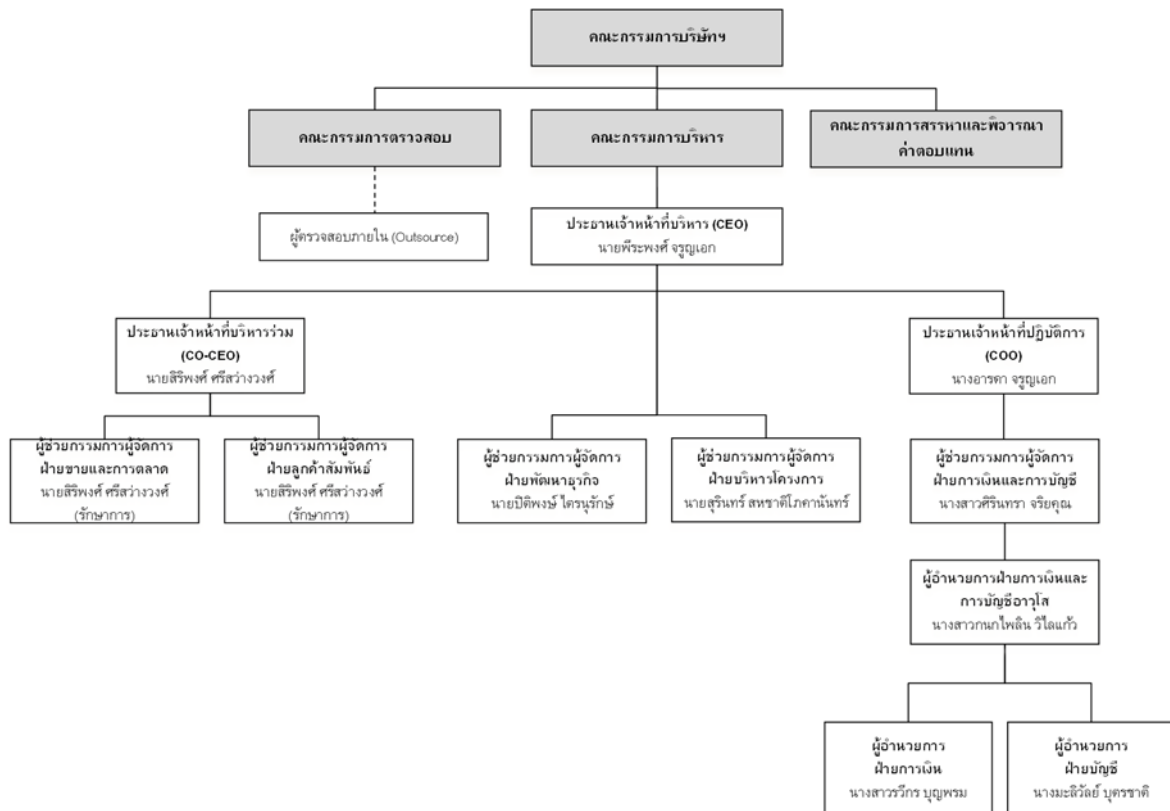 คณะกรรมการบริษัทฯ
คณะกรรมการตรวจสอบ
คณะกรรมการบริหาร
คณะกรรมการสรรหาและพิจารณา
ค่าตอบแทน
ผู้ตรวจสอบภายใน (Outsource)
ประธานเจ้าหน้าที่บริหาร (CEO)
นายพีระพงศ์ จรูญเอก
ประธานเจ้าหน้าที่บริหารร่วม
(CO-CEO)
นายสิริพงศ์ ศรีสว่างวงศ์
ประธานเจ้าหน้าที่ปฏิบัติการ
(COO)
นางอารดา จรูญเอก
ผู้ช่วยกรรมการผู้จัดการ
ฝ่ายขายและการตลาด
นายสิริพงศ์ ศรีสว่างวงศ์
(รักษาการ)
ผู้ช่วยกรรมการผู้จัดการ
ฝ่ายลูกค้าสัมพันธ์
นายสิริพงศ์ ศรีสว่างวงศ์
(รักษาการ)
ผู้ช่วยกรรมการผู้จัดการ
ฝ่ายพัฒนาธุรกิจ
นายปิติพงษ์ ไตรนุรักษ์
ผู้ช่วยกรรมการผู้จัดการ
ฝ่ายบริหารโครงการ
นายสุรินทร์ สหชาติโภคานันทร์
ผู้ช่วยกรรมการผู้จัดการ
ฝ่ายการเงินและการบัญชี
นางสาวศิรินทรา จริยคุณ
ผู้อำนวยการฝ่ายการเงินและ
การบัญชีอาวุโส
นางสาวกนกไพลิน วิไลแก้ว
ผู้อำนวยการ
ฝ่ายการเงิน
นางสาวรวีกร บุญพรม
ผู้อำนวยการ
ฝ่ายบัญชี
นางมะลิวัลย์ บุตรชาติ